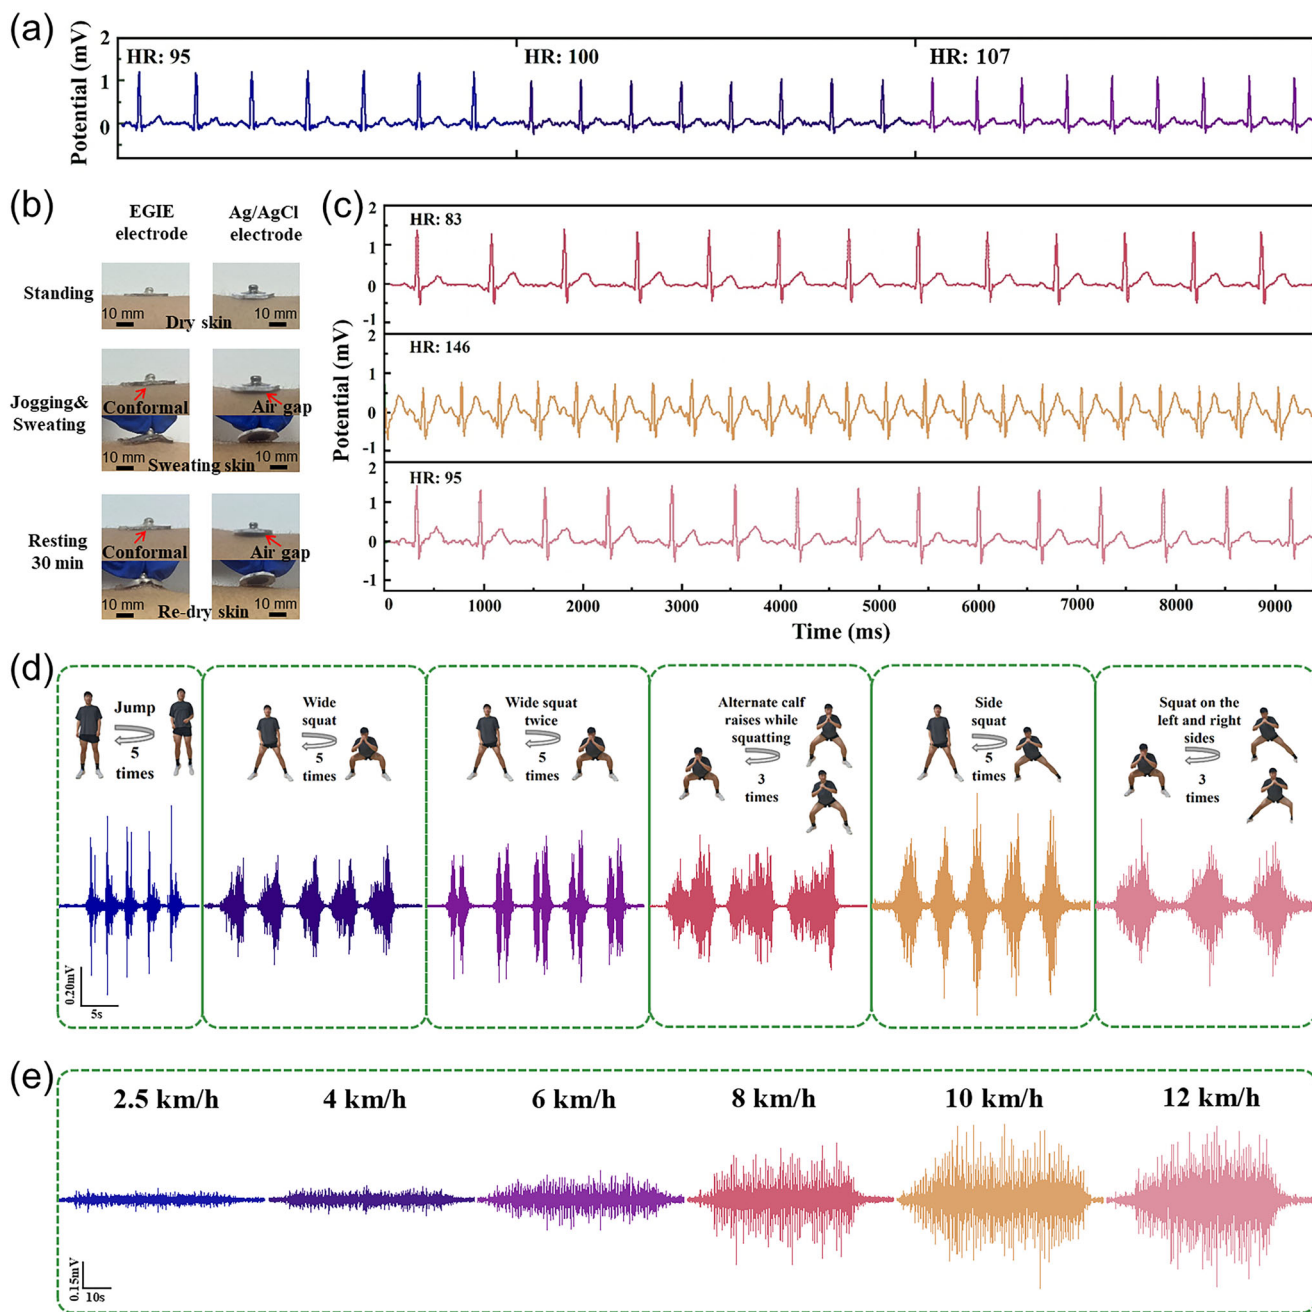 (a)
Potential (mV)
2
1
0
HR: 95
HR: 100
HR: 107
(b)
EGIE
electrode
Ag/AgCl
electrode
Standing
10 mm
10 mm
Dry skin
Jogging&
Sweating
Conformal
Air gap
10 mm
10 mm
Sweating skin
Resting
30 min
Conformal
Air gap
10 mm
10 mm
Re-dry skin
(c)
Potential (mV)
2
1
0
-1
HR: 83
2
1
0
-1
HR: 146
2
1
0
-1
HR: 95
0 1000 2000 3000 4000 5000 6000 7000 8000 9000
Time (ms)
(d)
Jump
5
times
Wide
squat
5
times
Wide squat
twice
5
times
Alternate calf
raises while
squatting
3
times
Side
squat
5
times
Squat on the
left and right
sides
3
times
0.20mV
5s
(e)
2.5 km/h
4 km/h
6 km/h
8 km/h
10 km/h
12 km/h
0.15mV
10s